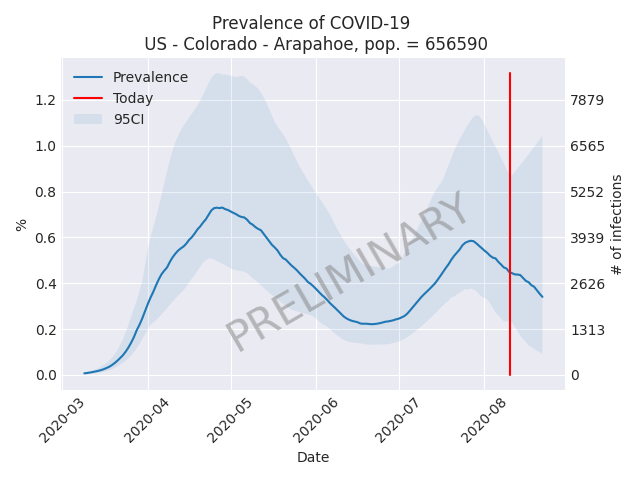 Prevalence of COVID-19
US - Colorado - Arapahoe, pop. = 656590
Prevalence
Today
95CI
1.2
1.0
0.8
0.6
0.4
0.2
0.0
%
7879
6565
5252
3939
2626
1313
0
# of infections
PRELIMINARY
2020-03
2020-04
2020-05
2020-06
2020-07
2020-08
Date